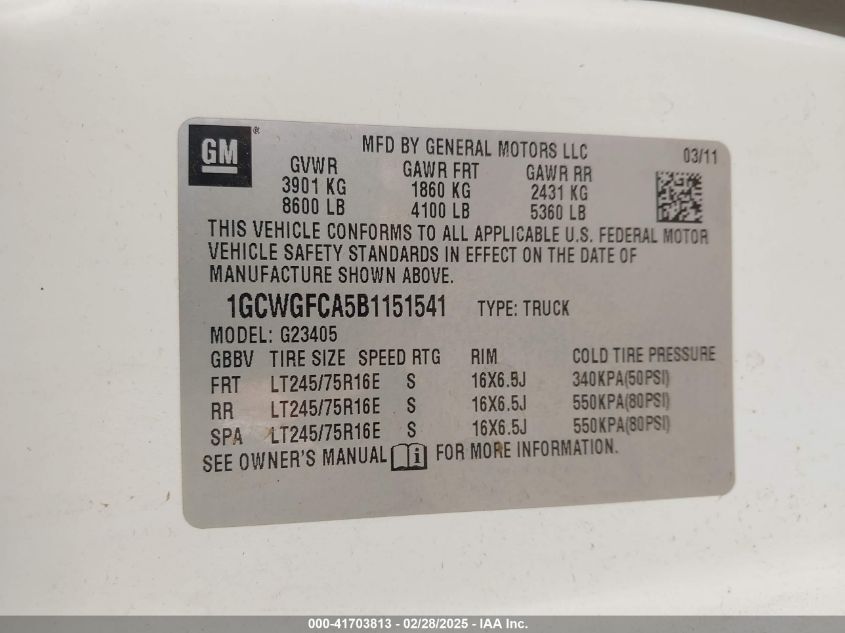 GM ®
MFD BY GENERAL MOTORS LLC 03/11
GVWR GAWR FRT GAWR RR
3901 KG 1860 KG 2431 KG
8600 LB 4100 LB 5360 LB
THIS VEHICLE CONFORMS TO ALL APPLICABLE U.S. FEDERAL MOTOR
VEHICLE SAFETY STANDARDS IN EFFECT ON THE DATE OF
MANUFACTURE SHOWN ABOVE.
1GCWGFCA5B1151541 TYPE: TRUCK
MODEL: G23405
GBBV TIRE SIZE SPEED RTG RIM COLD TIRE PRESSURE
FRT LT245/75R16E S 16X6.5J 340KPA(50PSI)
RR LT245/75R16E S 16X6.5J 550KPA(80PSI)
SPA LT245/75R16E S 16X6.5J 550KPA(80PSI)
SEE OWNER'S MANUAL i FOR MORE INFORMATION.
000-41703813 - 02/28/2025 - IAA Inc.